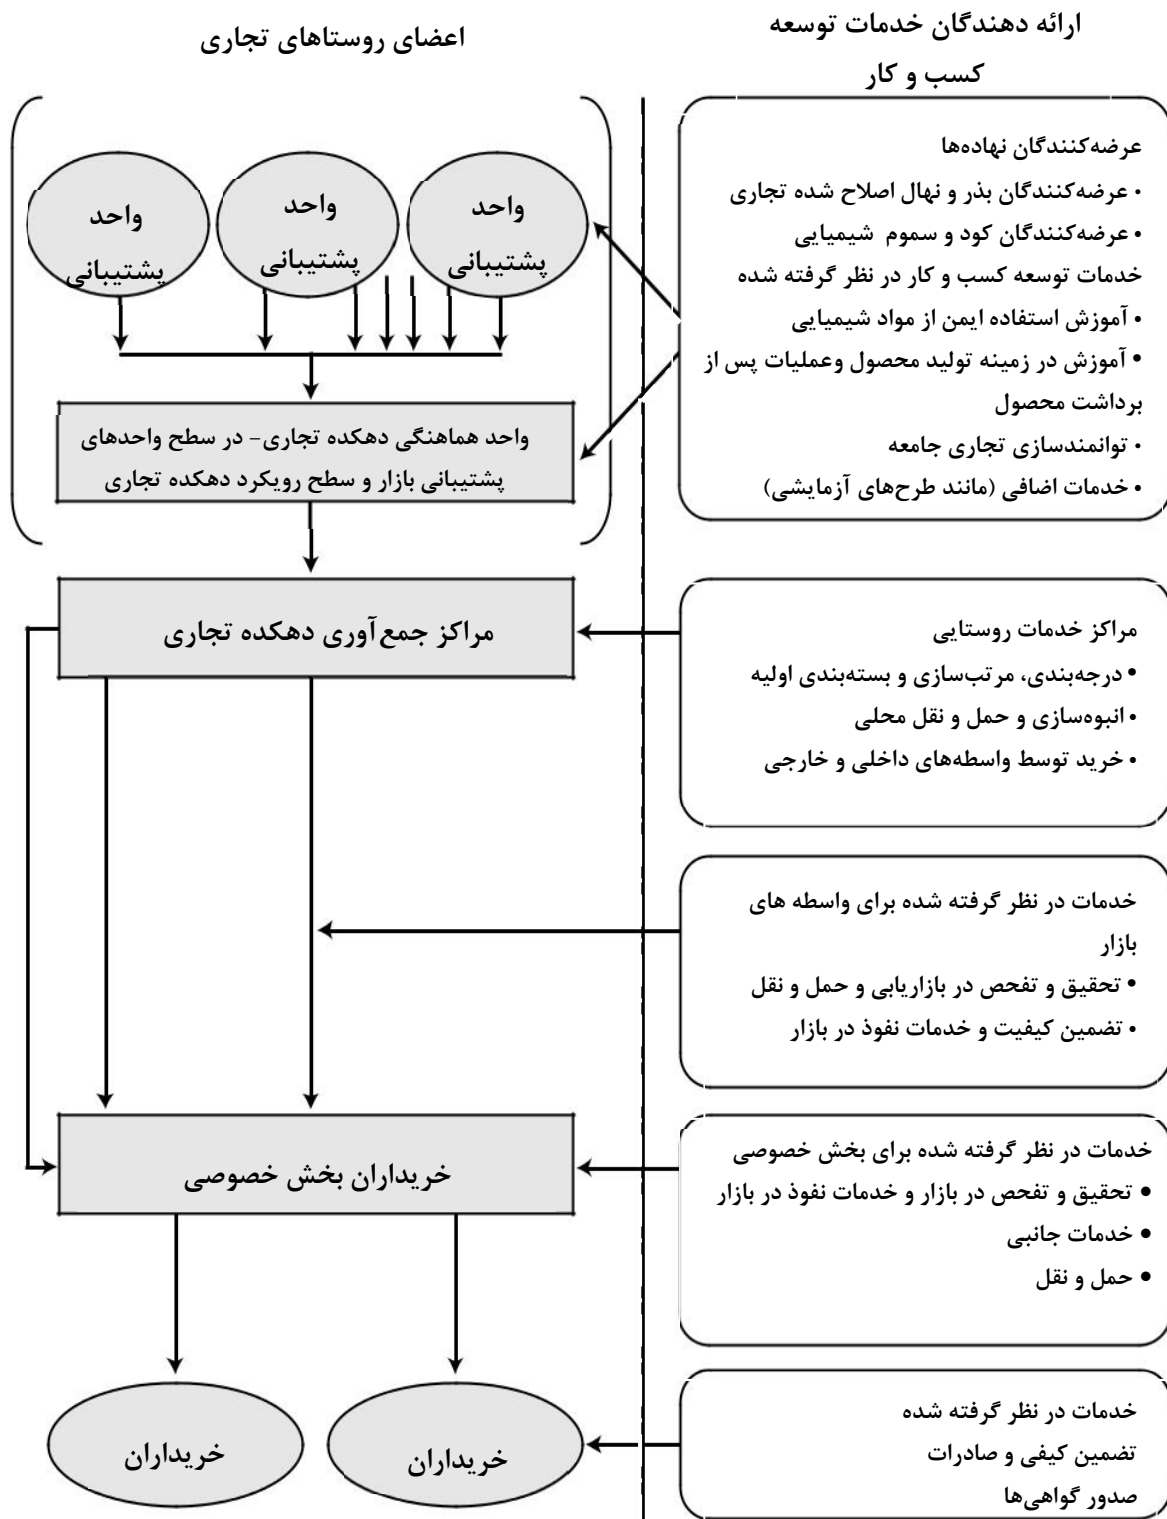 ارائه دهندگان خدمات توسعه
کسب و کار
اعضای روستاهای تجاری
عرضه‌کنندگان نهاده‌ها
• عرضه‌کنندگان بذر و نهال اصلاح شده تجاری
• عرضه‌کنندگان کود و سموم شیمیایی
خدمات توسعه کسب و کار در نظر گرفته شده
• آموزش استفاده ایمن از مواد شیمیایی
• آموزش در زمینه تولید محصول وعملیات پس از
برداشت محصول
• توانمندسازی تجاری جامعه
• خدمات اضافی (مانند طرح‌های آزمایشی)
واحد
پشتیبانی
واحد
پشتیبانی
واحد
پشتیبانی
واحد هماهنگی دهکده تجاری- در سطح واحدهای
پشتیبانی بازار و سطح رویکرد دهکده تجاری
مراکز خدمات روستایی
• درجه‌بندی، مرتب‌سازی و بسته‌بندی اولیه
• انبوه‌سازی و حمل و نقل محلی
• خرید توسط واسطه‌های داخلی و خارجی
مراکز جمع‌آوری دهکده تجاری
خدمات در نظر گرفته شده برای واسطه های
بازار
• تحقیق و تفحص در بازاریابی و حمل و نقل
• تضمین کیفیت و خدمات نفوذ در بازار
خدمات در نظر گرفته شده برای بخش خصوصی
• تحقیق و تفحص در بازار و خدمات نفوذ در بازار
• خدمات جانبی
• حمل و نقل
خریداران بخش خصوصی
خدمات در نظر گرفته شده
تضمین کیفی و صادرات
صدور گواهی‌ها
خریداران
خریداران